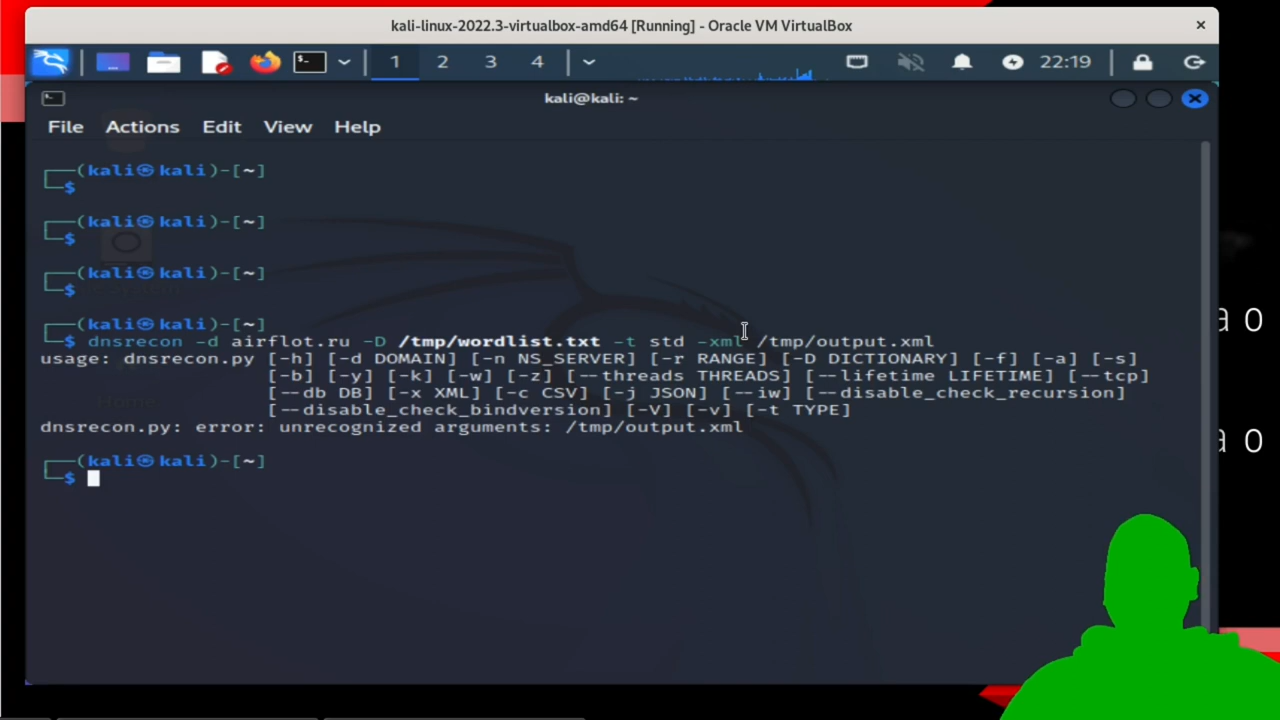 kali-linux-2022.3-virtualbox-amd64 [Running] - Oracle VM VirtualBox
1 2 3 4 22:19
kali@kali: ~
File Actions Edit View Help
┌──(kali㉿kali)-[~]
└─$
┌──(kali㉿kali)-[~]
└─$
┌──(kali㉿kali)-[~]
└─$
┌──(kali㉿kali)-[~]
└─$ dnsrecon -d airflot.ru -D /tmp/wordlist.txt -t std -xml /tmp/output.xml
usage: dnsrecon.py [-h] [-d DOMAIN] [-n NS_SERVER] [-r RANGE] [-D DICTIONARY] [-f] [-a] [-s]
[-b] [-y] [-k] [-w] [-z] [--threads THREADS] [--lifetime LIFETIME] [--tcp]
[--db DB] [-x XML] [-c CSV] [-j JSON] [--iw] [--disable_check_recursion]
[--disable_check_bindversion] [-V] [-v] [-t TYPE]
dnsrecon.py: error: unrecognized arguments: /tmp/output.xml
┌──(kali㉿kali)-[~]
└─$